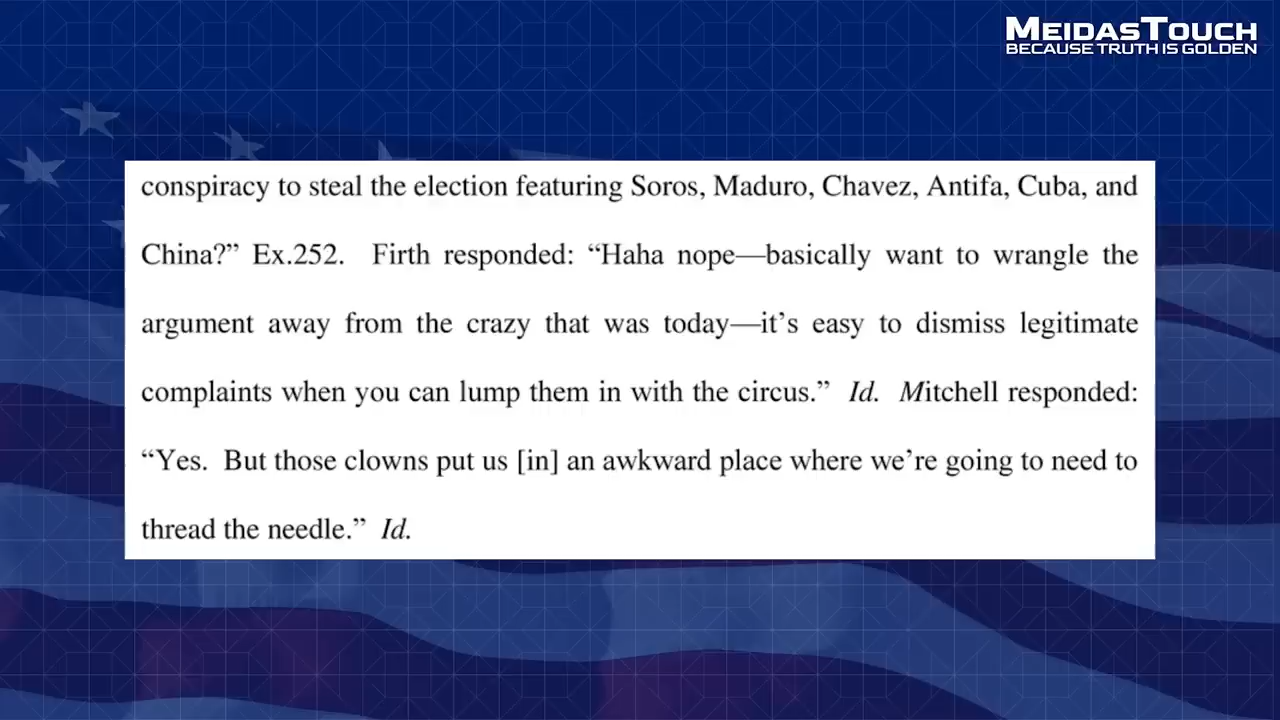 MEIDASTOUCH
BECAUSE TRUTH IS GOLDEN
conspiracy to steal the election featuring Soros, Maduro, Chavez, Antifa, Cuba, and
China?” Ex.252. Firth responded: “Haha nope—basically want to wrangle the
argument away from the crazy that was today—it’s easy to dismiss legitimate
complaints when you can lump them in with the circus.” Id. Mitchell responded:
“Yes. But those clowns put us [in] an awkward place where we’re going to need to
thread the needle.” Id.